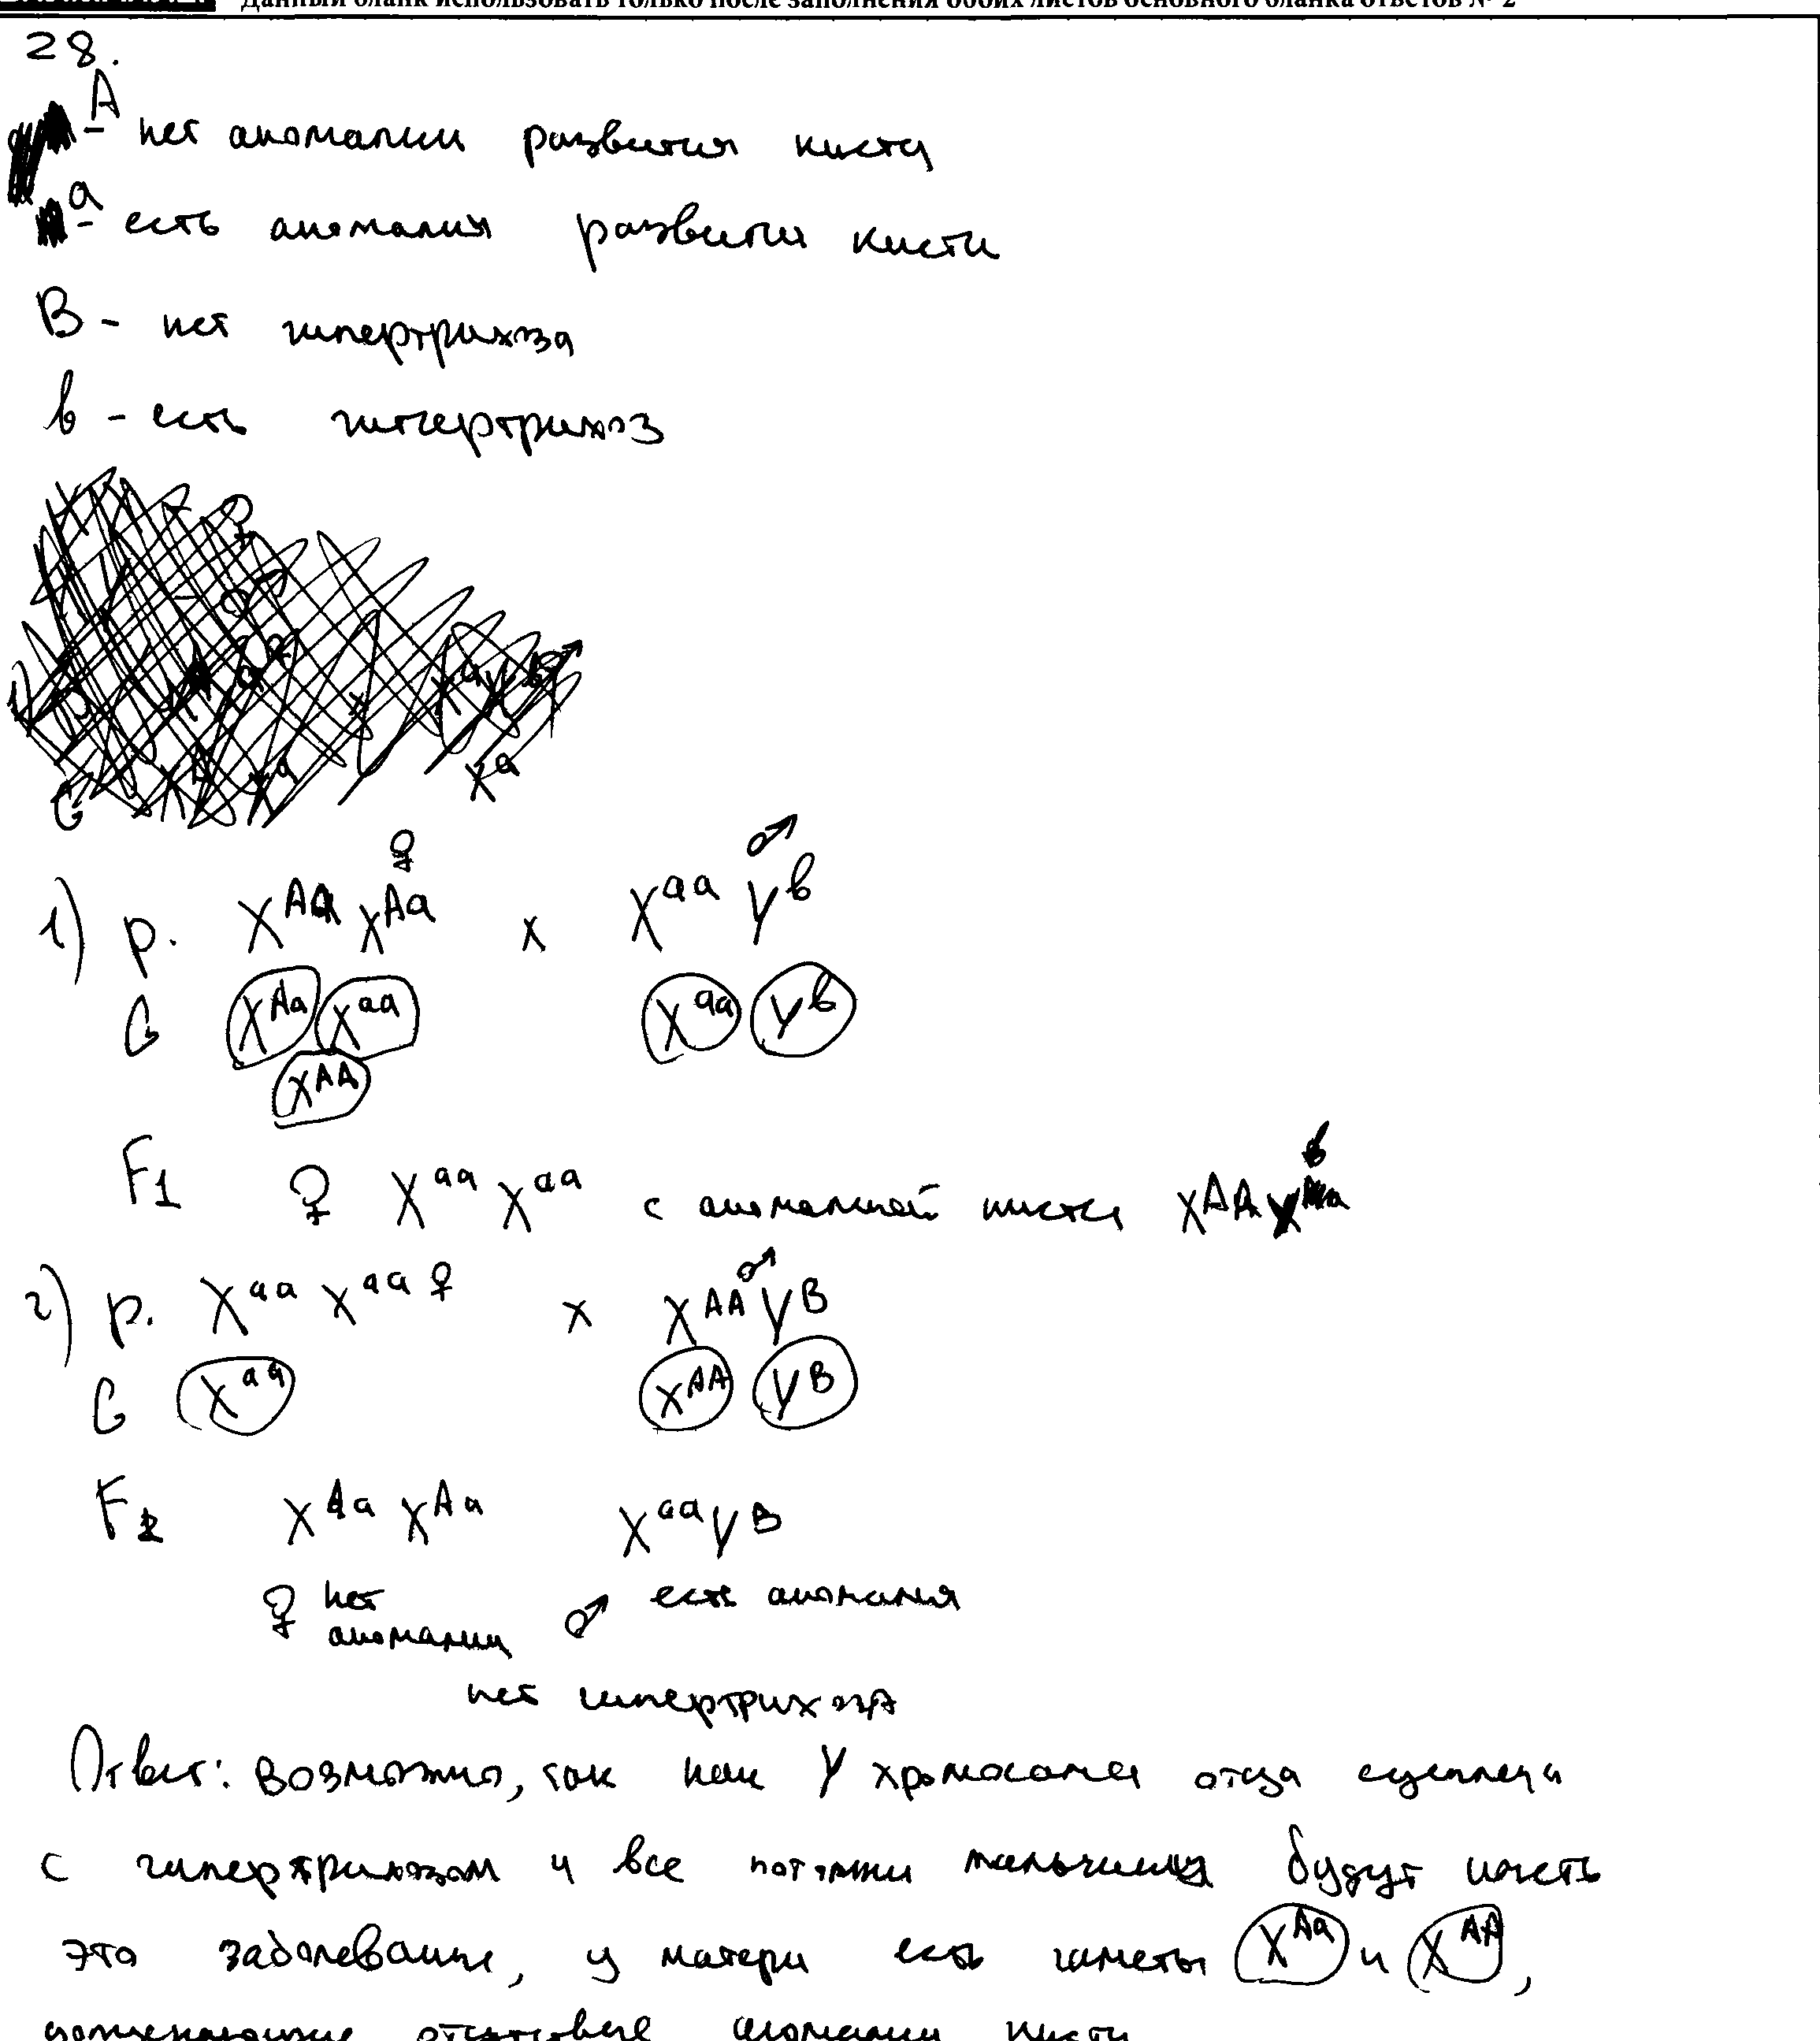 Данный бланк использовать только после заполнения обоих листов основного бланка ответов № 2
28.
A - нет аномалии развития кисти
a - есть аномалия развития кисти
B - нет гипертрихоза
b - есть гипертрихоз
♀ ♂
1) p. X^AA X^Aa x X^aa Y^b
G X^Aa X^aa X^aa Y^b
X^AA
F1 ♀ X^aa X^aa с аномалией кисти X^AA Y^b
2) p. X^aa X^aa ♀ x X^AA Y^B ♂
G X^aa X^AA Y^B
F2 X^Aa X^Aa X^aa Y^B
♀ нет аномалии ♂ есть аномалия
нет гипертрихоза
Ответ: возможно, так как Y хромосома отца сцеплена
с гипертрихозом и все потомки мальчики будут иметь
это заболевание, у матери есть гаметы X^Aa и X^AA,
отсутствие аномалии кисти